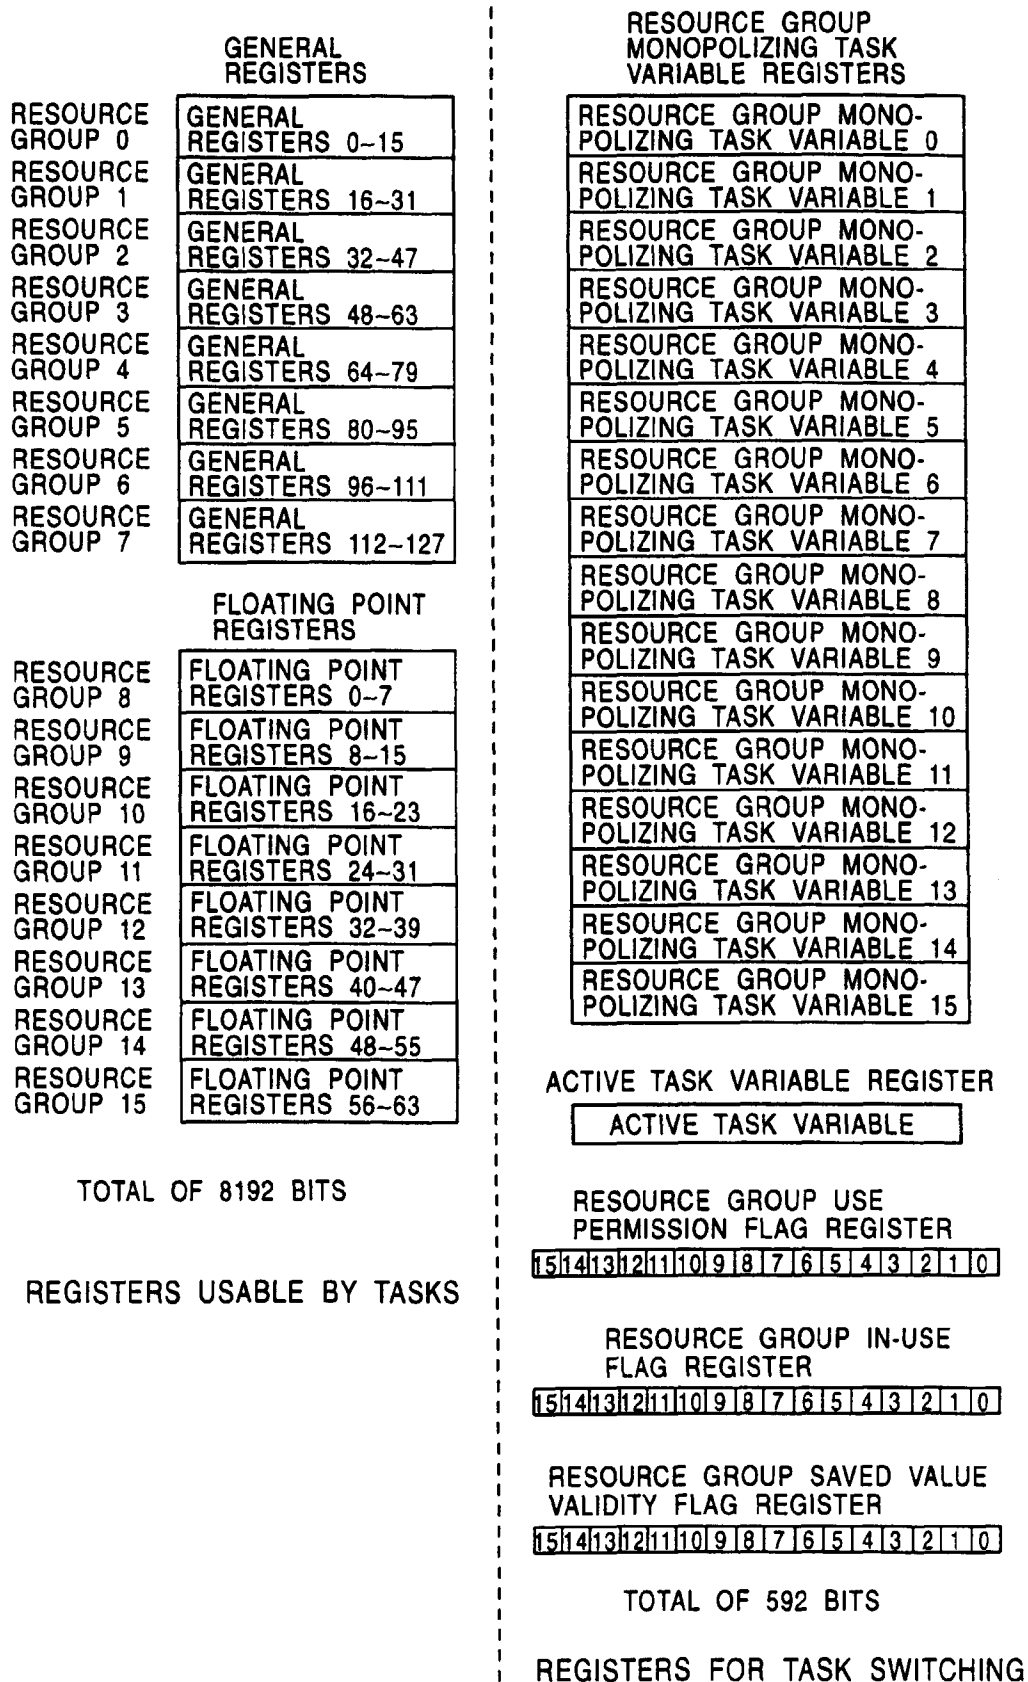 GENERAL
REGISTERS
RESOURCE
GROUP 0
GENERAL
REGISTERS 0~15
RESOURCE
GROUP 1
GENERAL
REGISTERS 16~31
RESOURCE
GROUP 2
GENERAL
REGISTERS 32~47
RESOURCE
GROUP 3
GENERAL
REGISTERS 48~63
RESOURCE
GROUP 4
GENERAL
REGISTERS 64~79
RESOURCE
GROUP 5
GENERAL
REGISTERS 80~95
RESOURCE
GROUP 6
GENERAL
REGISTERS 96~111
RESOURCE
GROUP 7
GENERAL
REGISTERS 112~127
FLOATING POINT
REGISTERS
RESOURCE
GROUP 8
FLOATING POINT
REGISTERS 0~7
RESOURCE
GROUP 9
FLOATING POINT
REGISTERS 8~15
RESOURCE
GROUP 10
FLOATING POINT
REGISTERS 16~23
RESOURCE
GROUP 11
FLOATING POINT
REGISTERS 24~31
RESOURCE
GROUP 12
FLOATING POINT
REGISTERS 32~39
RESOURCE
GROUP 13
FLOATING POINT
REGISTERS 40~47
RESOURCE
GROUP 14
FLOATING POINT
REGISTERS 48~55
RESOURCE
GROUP 15
FLOATING POINT
REGISTERS 56~63
TOTAL OF 8192 BITS
REGISTERS USABLE BY TASKS
RESOURCE GROUP
MONOPOLIZING TASK
VARIABLE REGISTERS
RESOURCE GROUP MONO-
POLIZING TASK VARIABLE 0
RESOURCE GROUP MONO-
POLIZING TASK VARIABLE 1
RESOURCE GROUP MONO-
POLIZING TASK VARIABLE 2
RESOURCE GROUP MONO-
POLIZING TASK VARIABLE 3
RESOURCE GROUP MONO-
POLIZING TASK VARIABLE 4
RESOURCE GROUP MONO-
POLIZING TASK VARIABLE 5
RESOURCE GROUP MONO-
POLIZING TASK VARIABLE 6
RESOURCE GROUP MONO-
POLIZING TASK VARIABLE 7
RESOURCE GROUP MONO-
POLIZING TASK VARIABLE 8
RESOURCE GROUP MONO-
POLIZING TASK VARIABLE 9
RESOURCE GROUP MONO-
POLIZING TASK VARIABLE 10
RESOURCE GROUP MONO-
POLIZING TASK VARIABLE 11
RESOURCE GROUP MONO-
POLIZING TASK VARIABLE 12
RESOURCE GROUP MONO-
POLIZING TASK VARIABLE 13
RESOURCE GROUP MONO-
POLIZING TASK VARIABLE 14
RESOURCE GROUP MONO-
POLIZING TASK VARIABLE 15
ACTIVE TASK VARIABLE REGISTER
ACTIVE TASK VARIABLE
RESOURCE GROUP USE
PERMISSION FLAG REGISTER
15 14 13 12 11 10 9 8 7 6 5 4 3 2 1 0
RESOURCE GROUP IN-USE
FLAG REGISTER
15 14 13 12 11 10 9 8 7 6 5 4 3 2 1 0
RESOURCE GROUP SAVED VALUE
VALIDITY FLAG REGISTER
15 14 13 12 11 10 9 8 7 6 5 4 3 2 1 0
TOTAL OF 592 BITS
REGISTERS FOR TASK SWITCHING